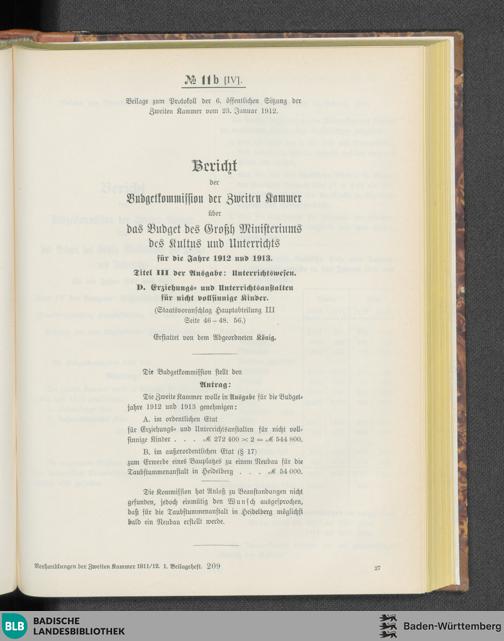 № 11b [IV].
Beilage zum Protokoll der 6. öffentlichen Sitzung der
Zweiten Kammer vom 23. Januar 1912.
Bericht
der
Budgetkommission der Zweiten Kammer
über
das Budget des Großh Ministeriums
des Kultus und Unterrichts
für die Jahre 1912 und 1913.
Titel III der Ausgabe: Unterrichtswesen.
D. Erziehungs- und Unterrichtsanstalten
für nicht vollsinnige Kinder.
(Staatsvoranschlag Hauptabteilung III
Seite 46–48. 56.)
Erstattet von dem Abgeordneten König.
Die Budgetkommission stellt den
Antrag:
Die Zweite Kammer wolle in Ausgabe für die Budget-
jahre 1912 und 1913 genehmigen:
A. im ordentlichen Etat
für Erziehungs- und Unterrichtsanstalten für nicht voll-
sinnige Kinder . . . ℳ 272 400 × 2 = ℳ 544 800.
B. im außerordentlichen Etat (§ 17)
zum Erwerbe eines Bauplatzes zu einem Neubau für die
Taubstummenanstalt in Heidelberg . . . ℳ 54 000.
Die Kommission hat Anlaß zu Beanstandungen nicht
gefunden, jedoch einmütig den Wunsch ausgesprochen,
daß für die Taubstummenanstalt in Heidelberg möglichst
bald ein Neubau erstellt werde.
Verhandlungen der Zweiten Kammer 1911/12. 1. Beilagenheft. 209
27
BLB BADISCHE
LANDESBIBLIOTHEK
Baden-Württemberg